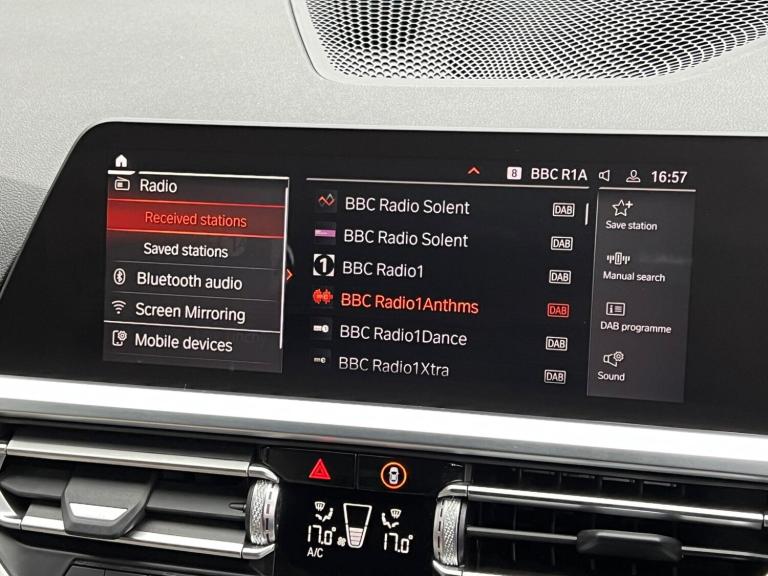 8 BBC R1A 16:57
Radio
Received stations
Saved stations
Bluetooth audio
Screen Mirroring
Mobile devices
BBC Radio Solent DAB
BBC Radio Solent DAB
1 BBC Radio1 DAB
BBC Radio1Anthms DAB
BBC Radio1Dance DAB
BBC Radio1Xtra DAB
Save station
Manual search
DAB programme
Sound
17.0° 17.0°
A/C